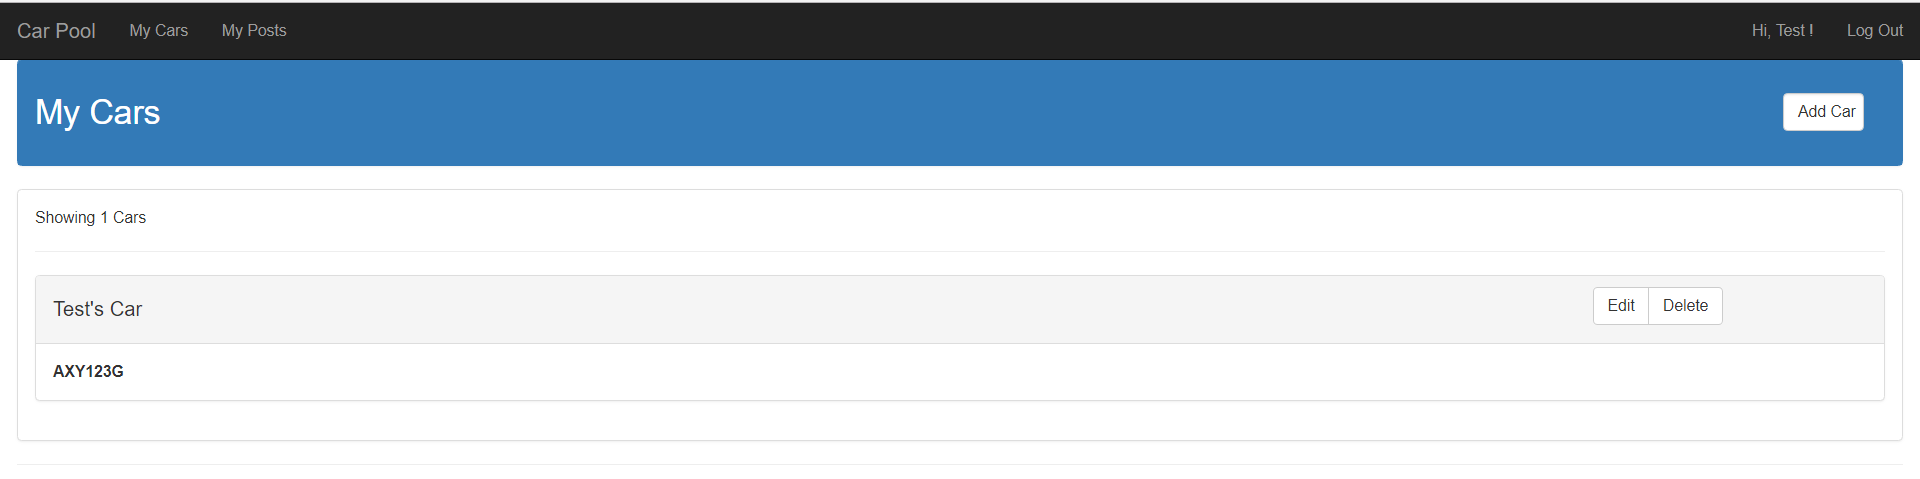 Car Pool My Cars My Posts Hi, Test ! Log Out
My Cars Add Car
Showing 1 Cars
Test's Car Edit Delete
AXY123G